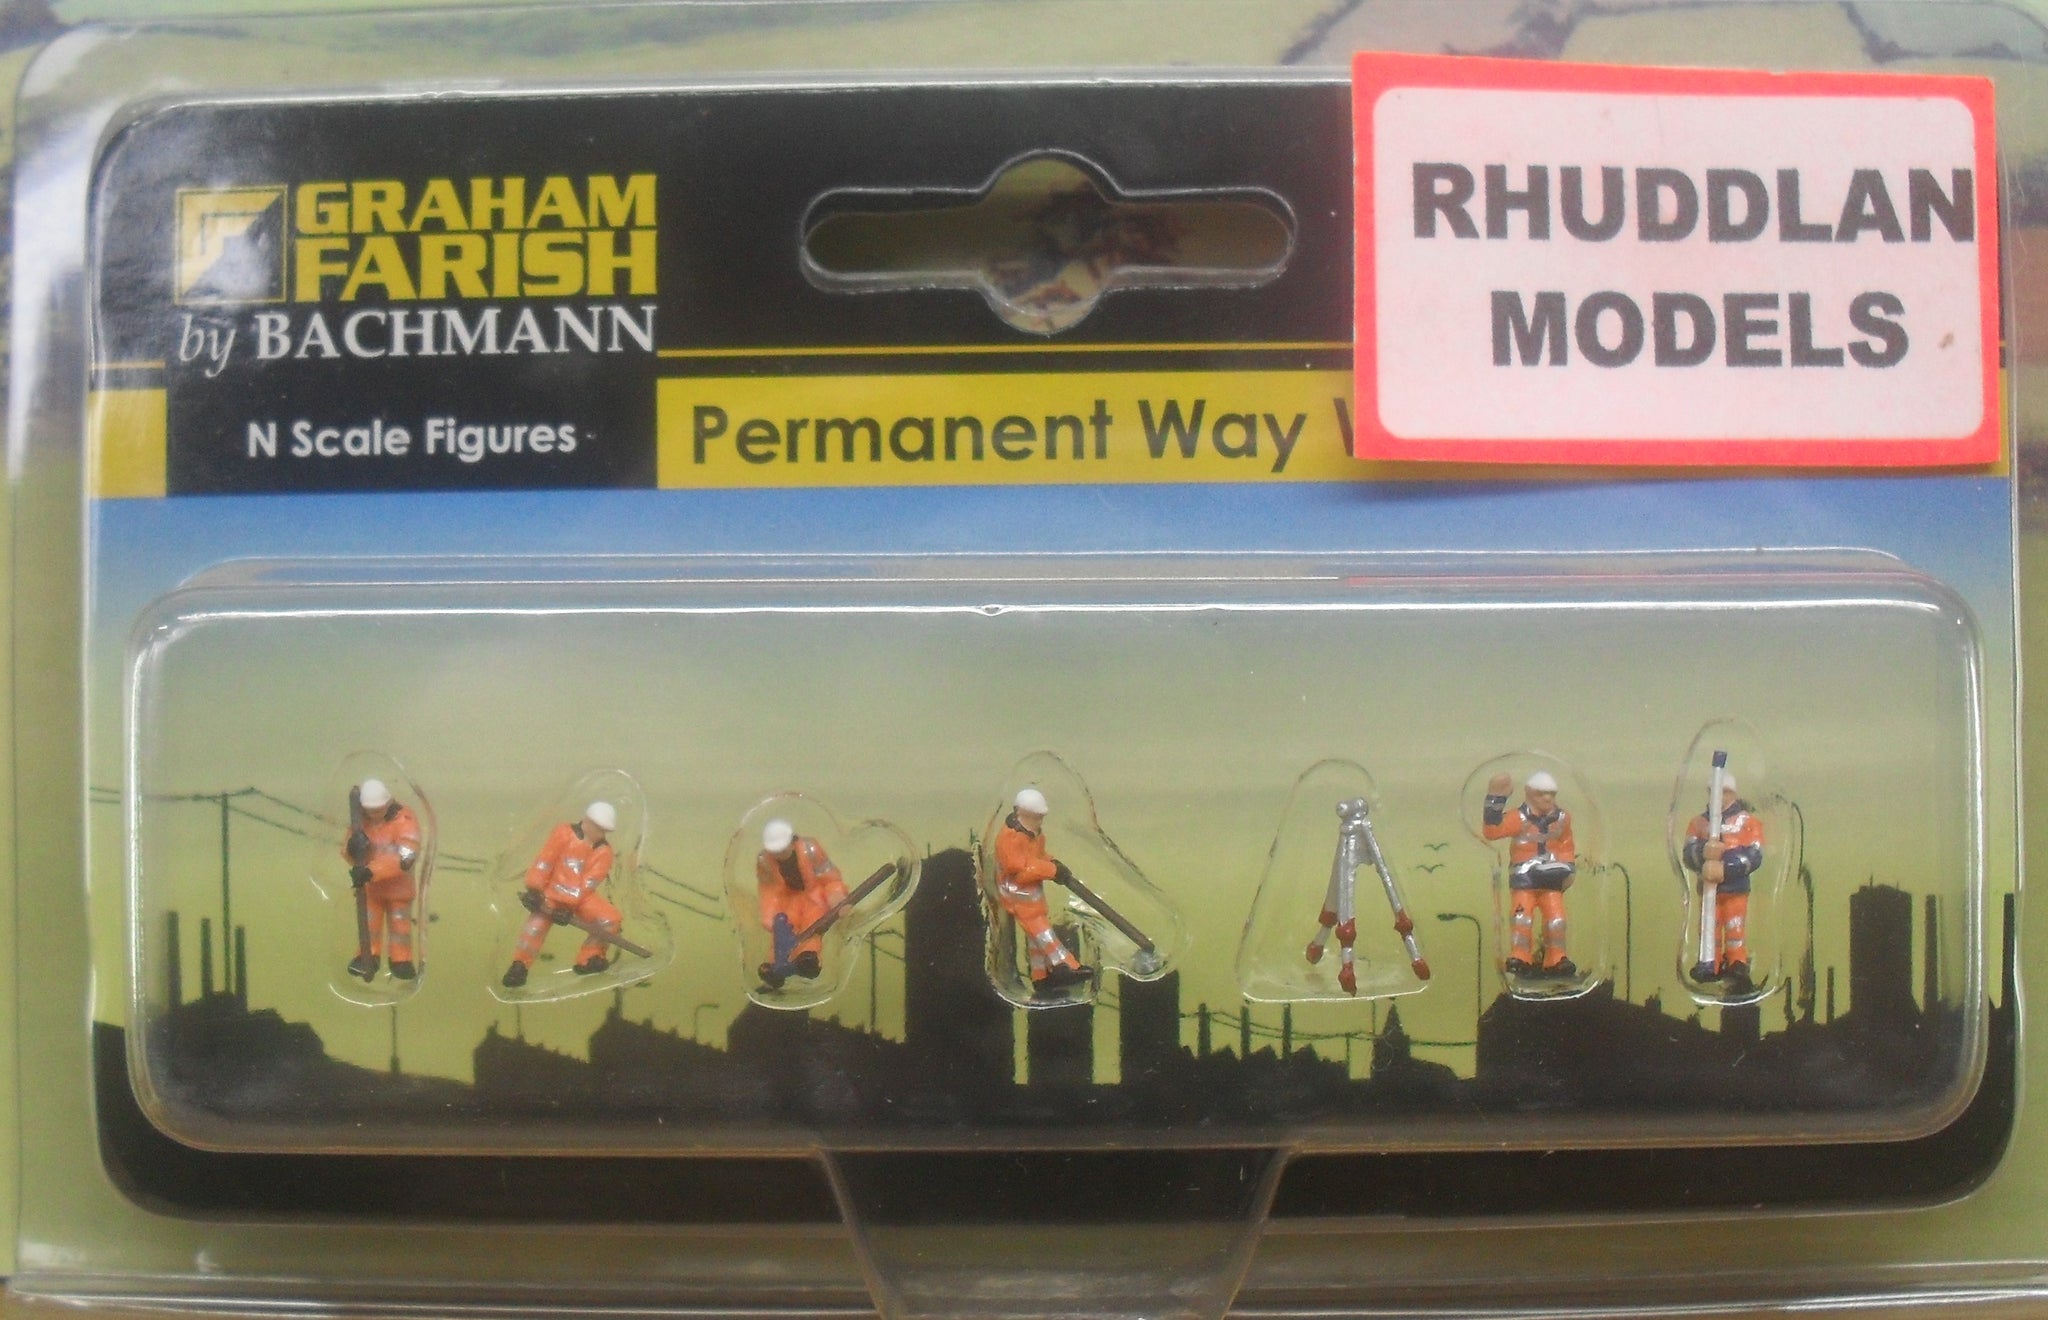 GRAHAM
FARISH
by BACHMANN
N Scale Figures
Permanent Way
RHUDDLAN
MODELS